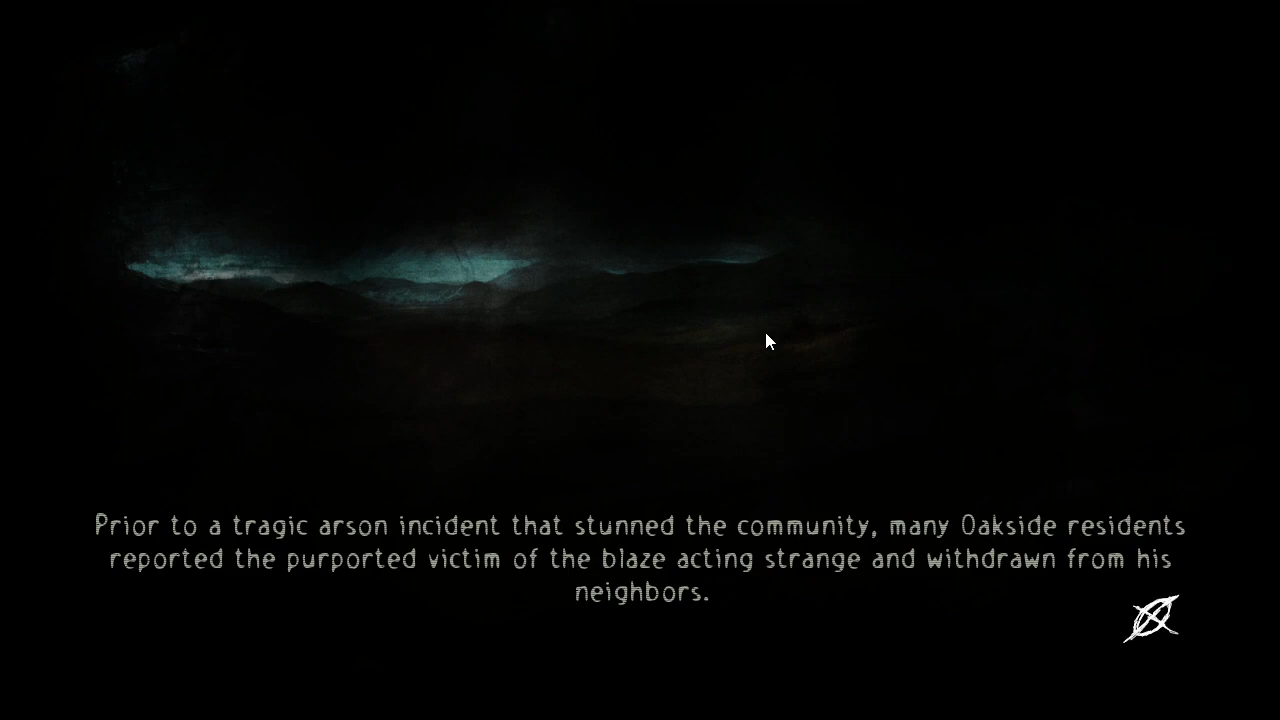 Prior to a tragic arson incident that stunned the community, many Oakside residents
reported the purported victim of the blaze acting strange and withdrawn from his
neighbors.